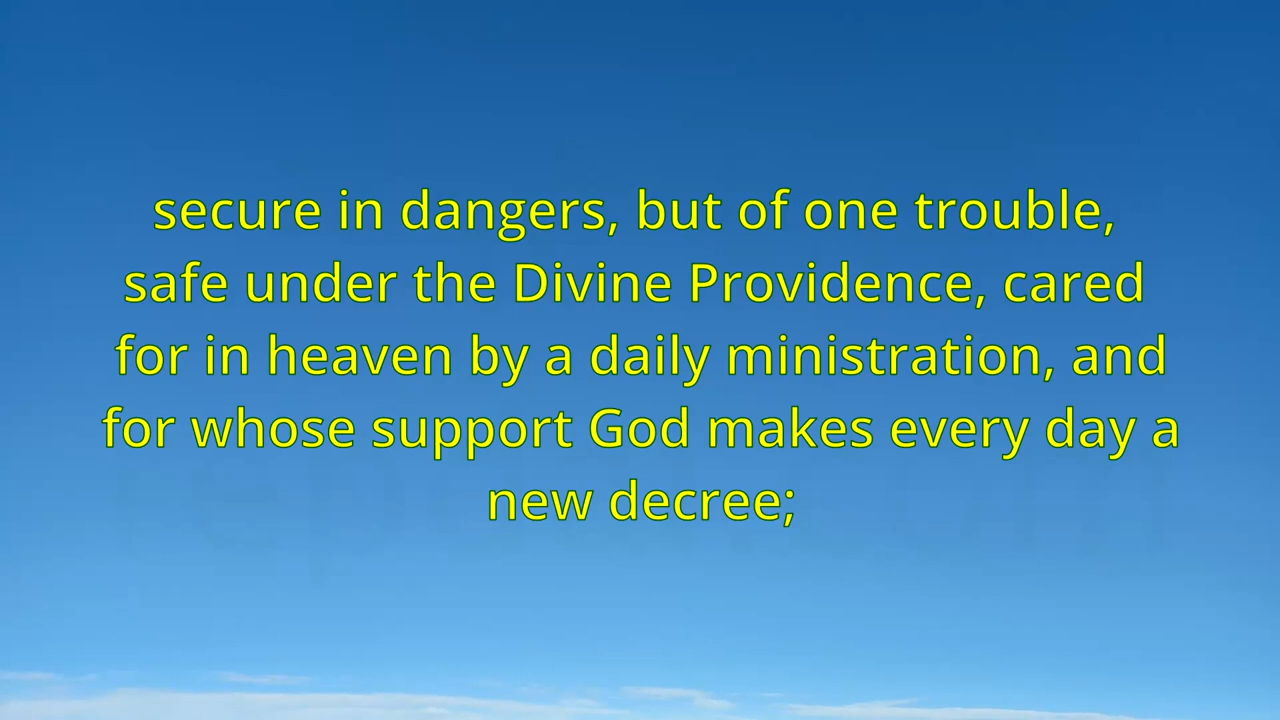 secure in dangers, but of one trouble,
safe under the Divine Providence, cared
for in heaven by a daily ministration, and
for whose support God makes every day a
new decree;